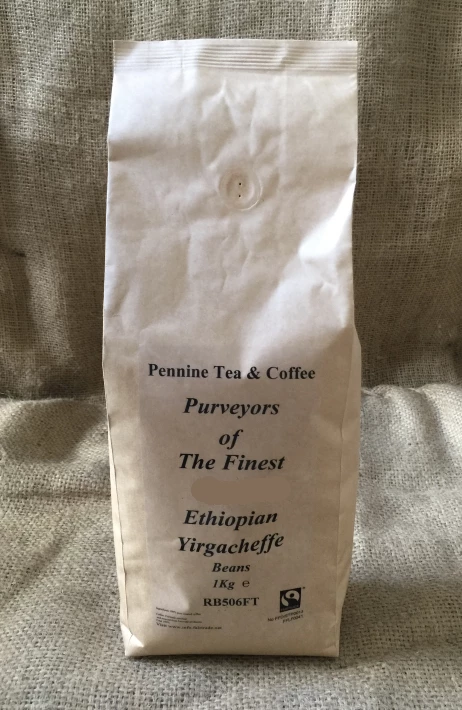 Pennine Tea & Coffee
Purveyors
of
The Finest
Ethiopian
Yirgacheffe
Beans
1Kg ℮
RB506FT